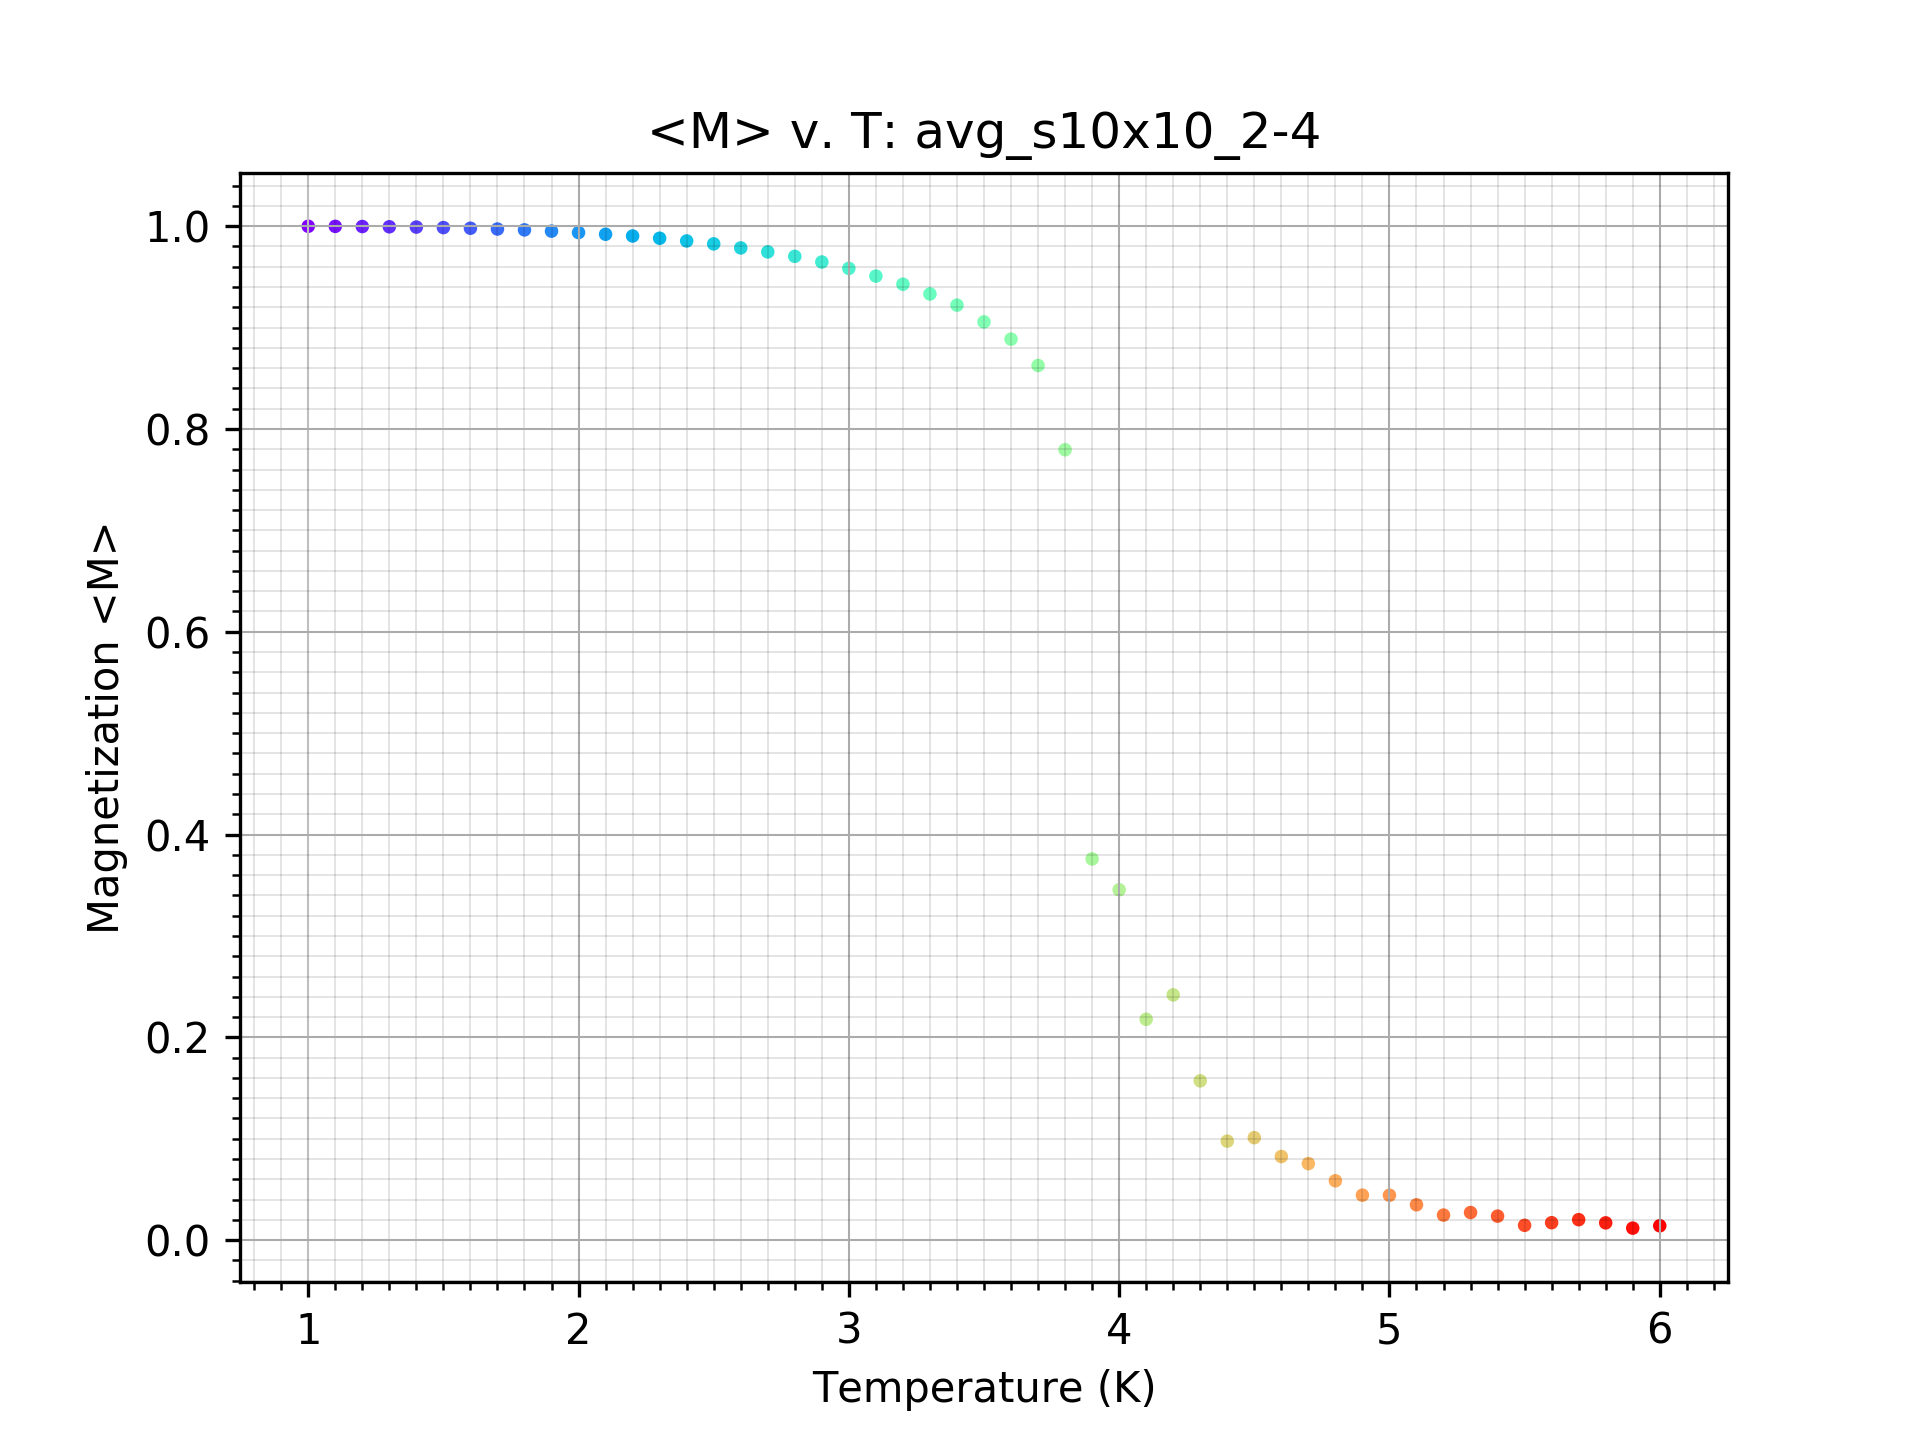 <M> v. T: avg_s10x10_2-4
1.0
0.8
0.6
0.4
0.2
0.0
Magnetization <M>
1 2 3 4 5 6
Temperature (K)